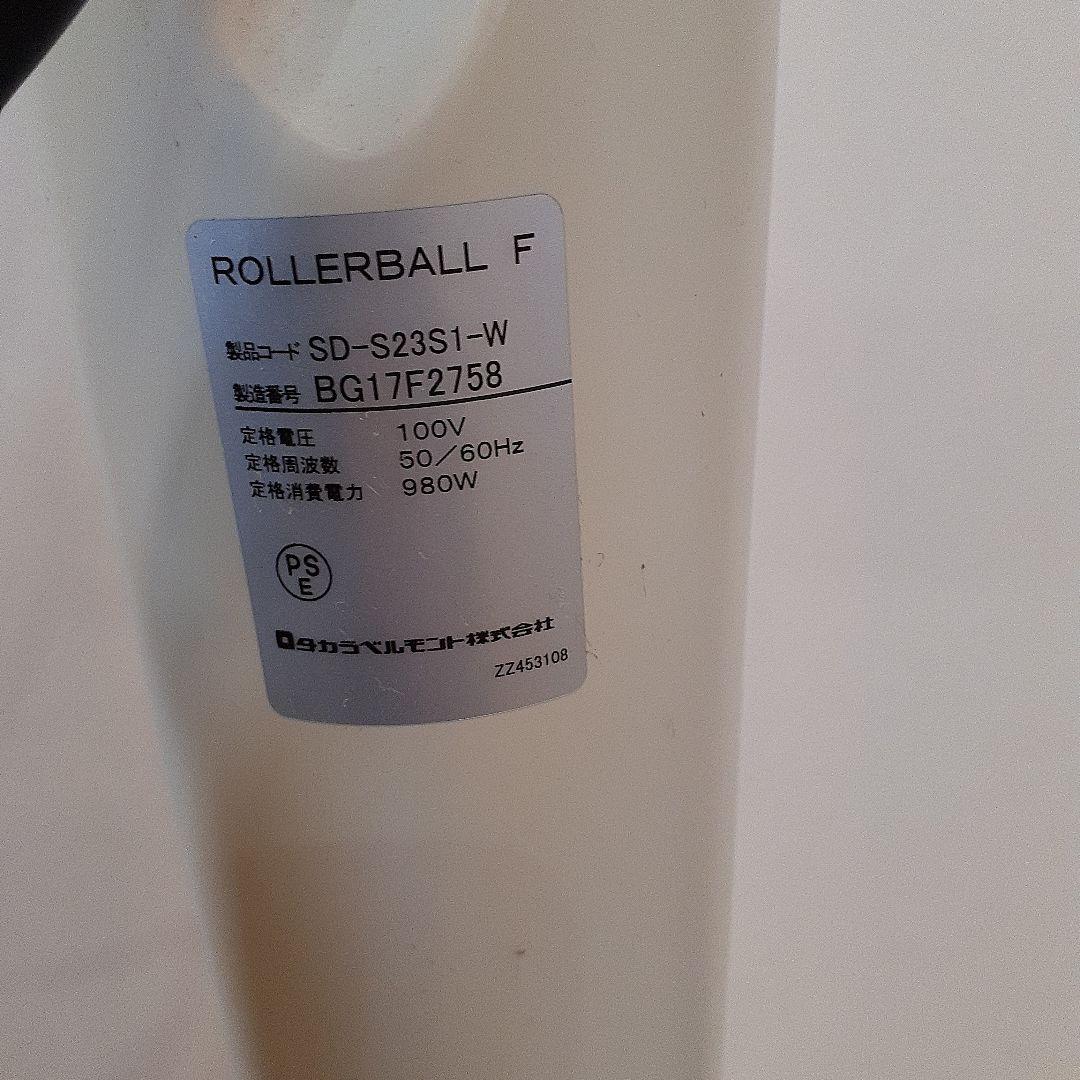 ROLLERBALL F
製品コード SD-S23S1-W
製造番号 BG17F2758
定格電圧 100V
定格周波数 50/60Hz
定格消費電力 980W
PS
E
タカラベルモント株式会社
ZZ453108